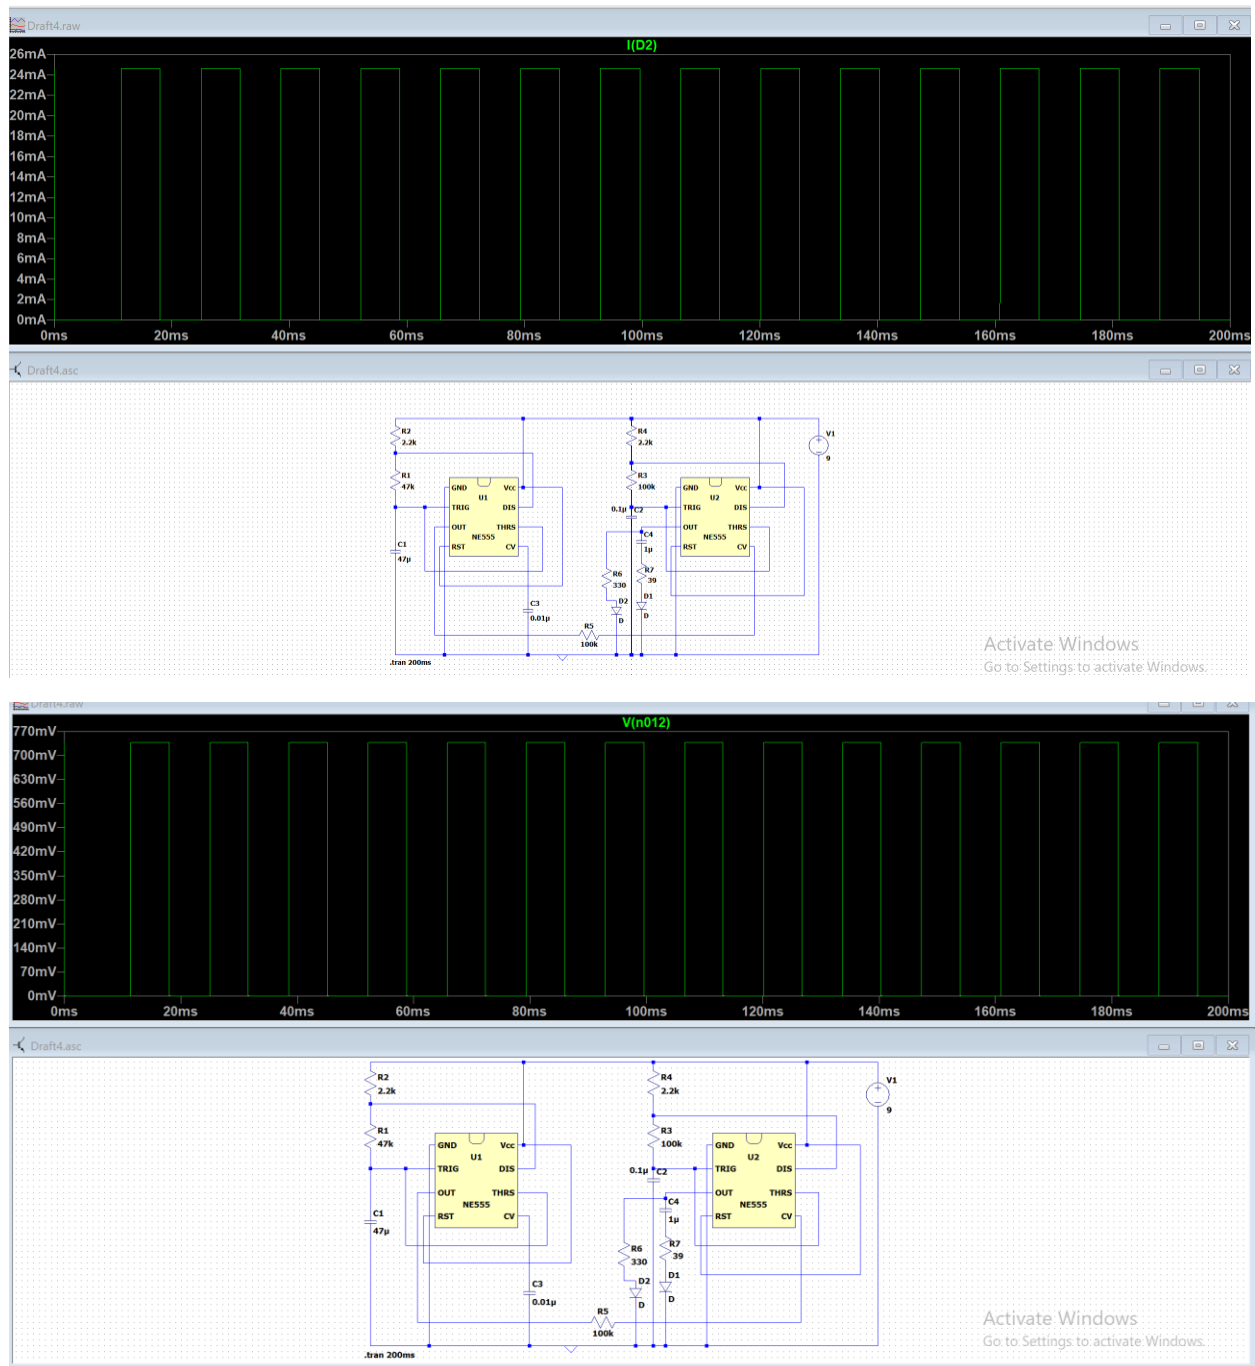 Draft4.raw
I(D2)
26mA
24mA
22mA
20mA
18mA
16mA
14mA
12mA
10mA
8mA
6mA
4mA
2mA
0mA
0ms 20ms 40ms 60ms 80ms 100ms 120ms 140ms 160ms 180ms 200ms
Draft4.asc
R2
2.2k
R4
2.2k
V1
9
R1
47k
R3
100k
GND Vcc
U1
TRIG DIS
OUT THRS
NE555
RST CV
GND Vcc
U2
TRIG DIS
OUT THRS
NE555
RST CV
0.1µ C2
C4
1µ
C1
47µ
R6
330
R7
39
D2
D
D1
D
C3
0.01µ
R5
100k
.tran 200ms
Activate Windows
Go to Settings to activate Windows.
Draft4.raw
V(n012)
770mV
700mV
630mV
560mV
490mV
420mV
350mV
280mV
210mV
140mV
70mV
0mV
0ms 20ms 40ms 60ms 80ms 100ms 120ms 140ms 160ms 180ms 200ms
Draft4.asc
R2
2.2k
R4
2.2k
V1
9
R1
47k
R3
100k
GND Vcc
U1
TRIG DIS
OUT THRS
NE555
RST CV
GND Vcc
U2
TRIG DIS
OUT THRS
NE555
RST CV
0.1µ C2
C4
1µ
C1
47µ
R6
330
R7
39
D2
D
D1
D
C3
0.01µ
R5
100k
.tran 200ms
Activate Windows
Go to Settings to activate Windows.